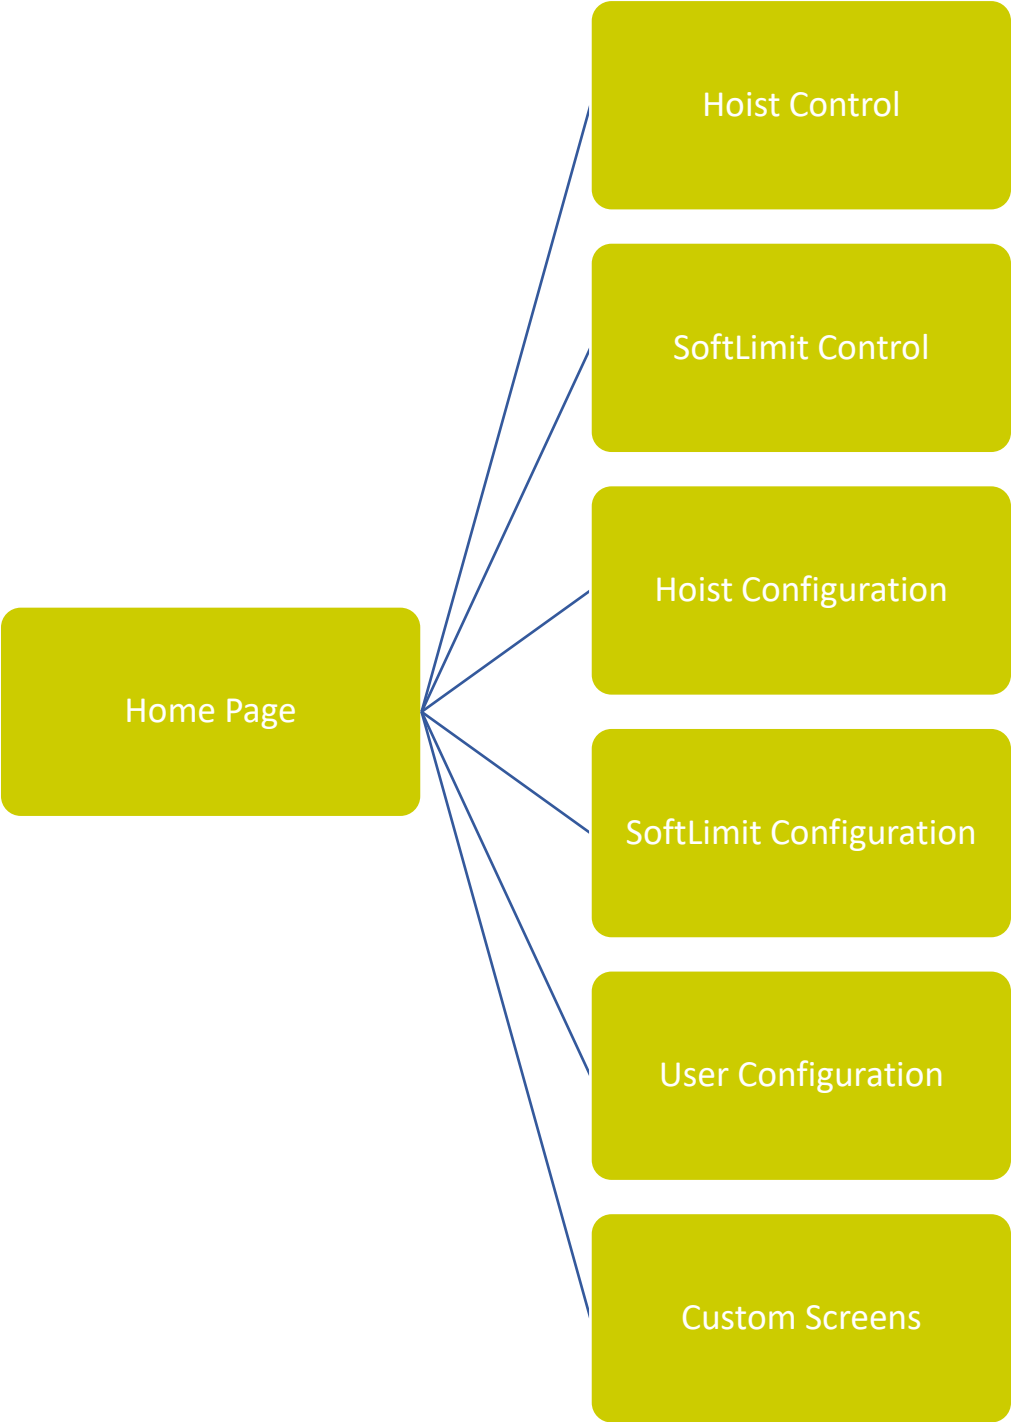 Hoist Control
SoftLimit Control
Hoist Configuration
Home Page
SoftLimit Configuration
User Configuration
Custom Screens